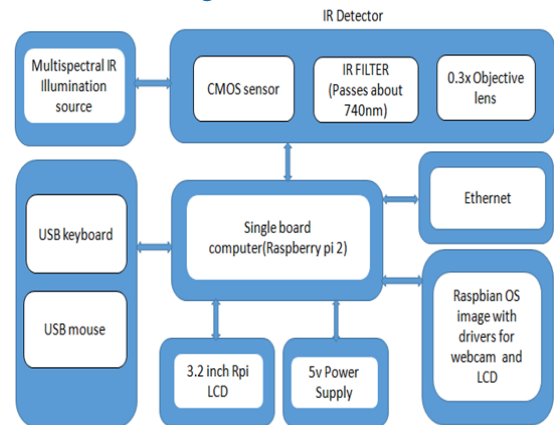 IR Detector
Multispectral IR
Illumination
source
CMOS sensor
IR FILTER
(Passes about
740nm)
0.3x Objective
lens
USB keyboard
USB mouse
Single board
computer(Raspberry pi 2)
Ethernet
Raspbian OS
image with
drivers for
webcam and
LCD
3.2 inch Rpi
LCD
5v Power
Supply